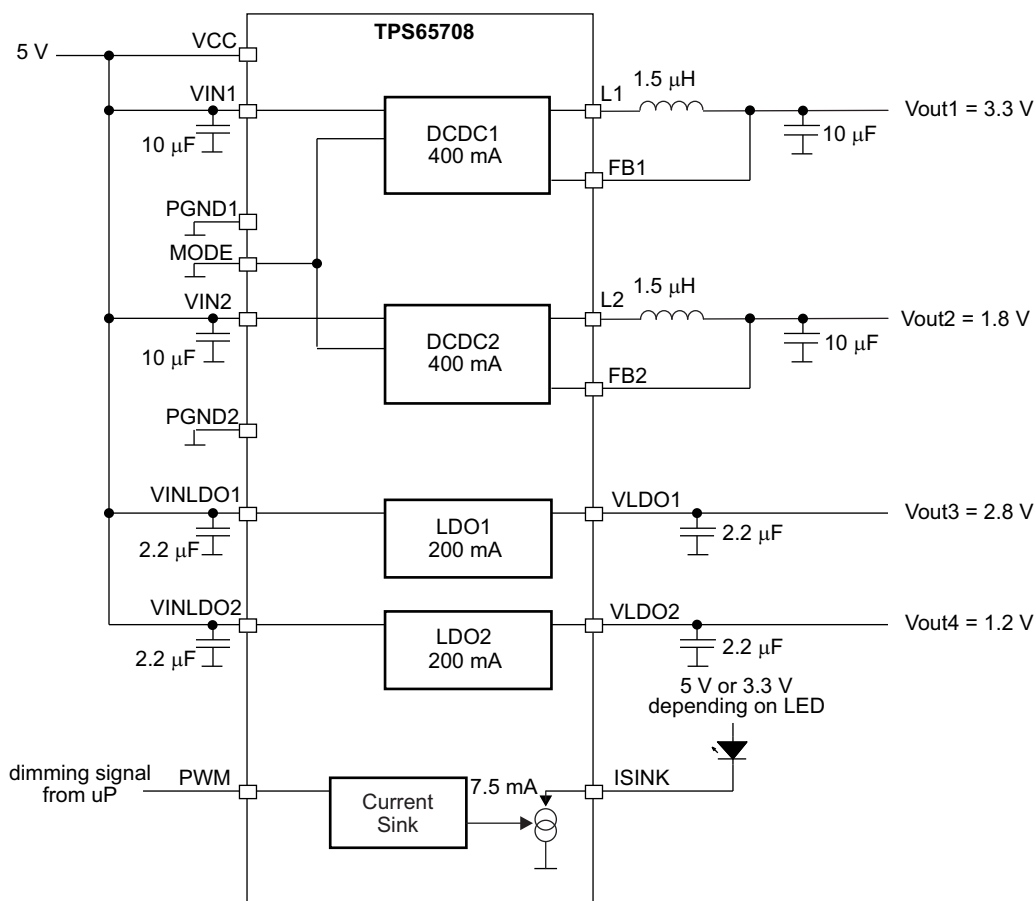 TPS65708
5 V
VCC
VIN1
10 μF
DCDC1
400 mA
L1
1.5 μH
FB1
10 μF
Vout1 = 3.3 V
PGND1
MODE
VIN2
10 μF
DCDC2
400 mA
L2
1.5 μH
FB2
10 μF
Vout2 = 1.8 V
PGND2
VINLDO1
2.2 μF
LDO1
200 mA
VLDO1
2.2 μF
Vout3 = 2.8 V
VINLDO2
2.2 μF
LDO2
200 mA
VLDO2
2.2 μF
Vout4 = 1.2 V
5 V or 3.3 V
depending on LED
dimming signal
from uP
PWM
Current
Sink
7.5 mA
ISINK